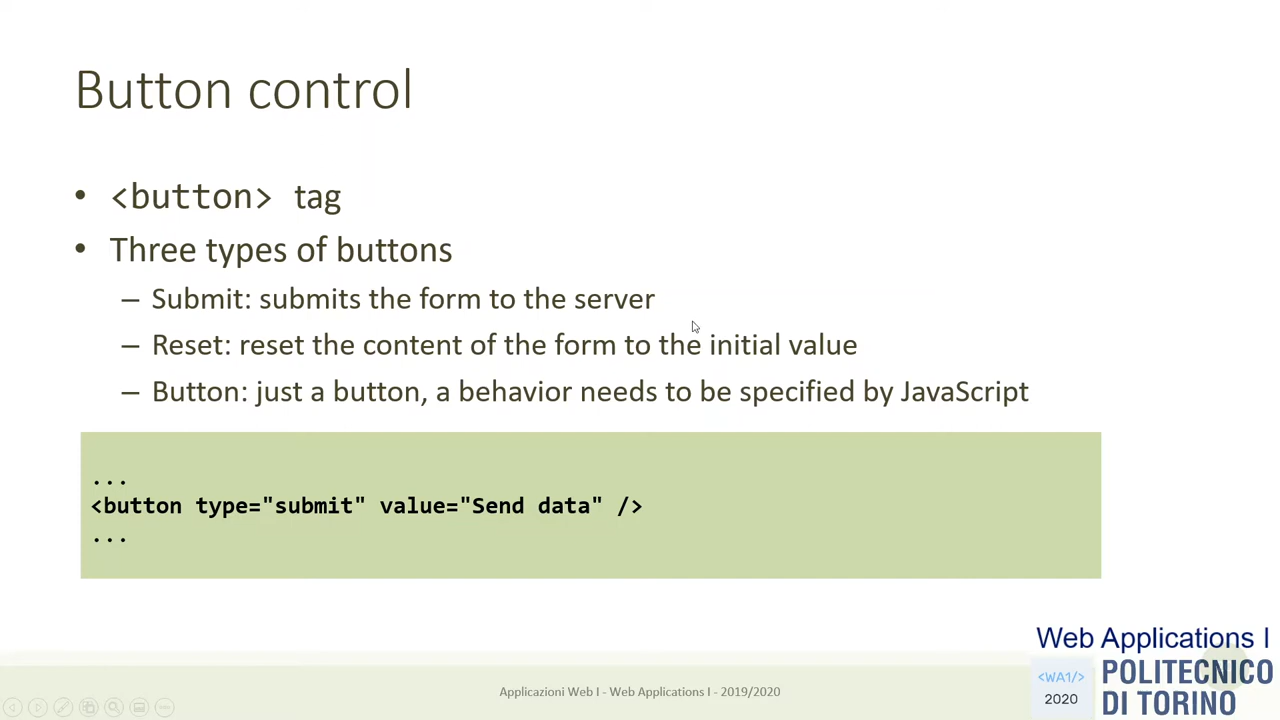 Button control
• <button> tag
• Three types of buttons
– Submit: submits the form to the server
– Reset: reset the content of the form to the initial value
– Button: just a button, a behavior needs to be specified by JavaScript
...
<button type="submit" value="Send data" />
...
Web Applications I
<WA1/>
2020
POLITECNICO
DI TORINO
Applicazioni Web I - Web Applications I - 2019/2020